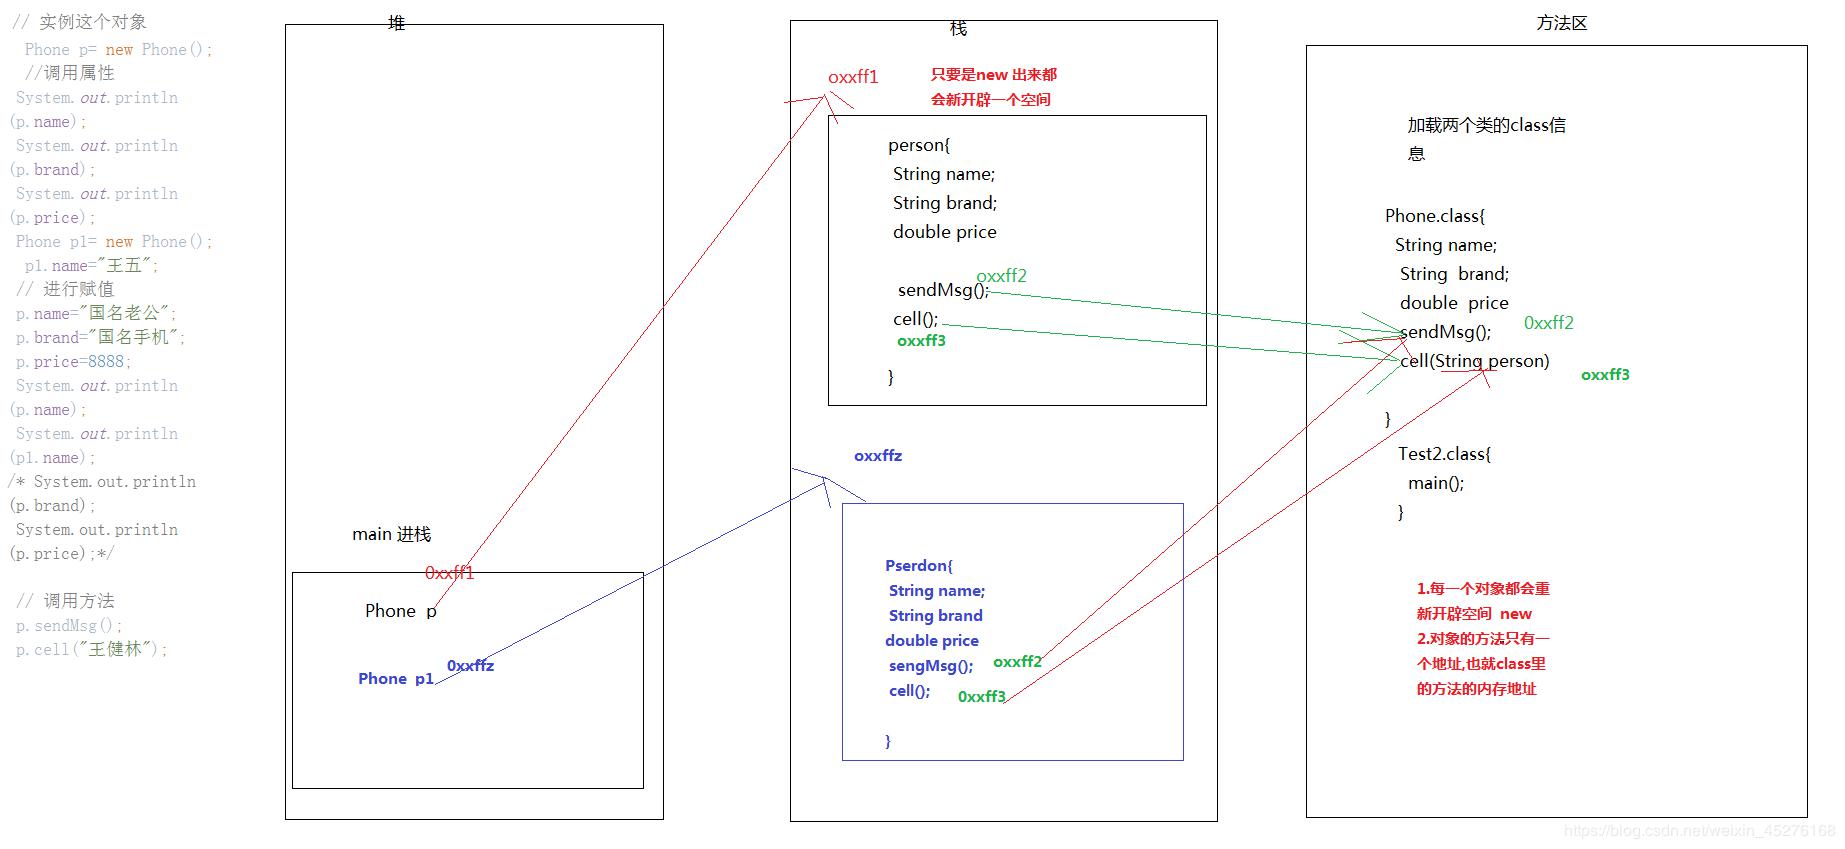 // 实例这个对象
Phone p= new Phone();
//调用属性
System.out.println
(p.name);
System.out.println
(p.brand);
System.out.println
(p.price);
Phone p1= new Phone();
p1.name="王五";
// 进行赋值
p.name="国名老公";
p.brand="国名手机";
p.price=8888;
System.out.println
(p.name);
System.out.println
(p1.name);
/* System.out.println
(p.brand);
System.out.println
(p.price);*/
// 调用方法
p.sendMsg();
p.cell("王健林");
堆
main 进栈
0xxff1
Phone p
0xxffz
Phone p1
栈
oxxff1
只要是new 出来都
会新开辟一个空间
person{
String name;
String brand;
double price
oxxff2
sendMsg();
cell();
oxxff3
}
oxxffz
Pserdon{
String name;
String brand
double price
sengMsg();
oxxff2
cell();
0xxff3
}
方法区
加载两个类的class信
息
Phone.class{
String name;
String brand;
double price
sendMsg();
0xxff2
cell(String person)
oxxff3
}
Test2.class{
main();
}
1.每一个对象都会重
新开辟空间 new
2.对象的方法只有一
个地址,也就class里
的方法的内存地址
https://blog.csdn.net/weixin_45276168